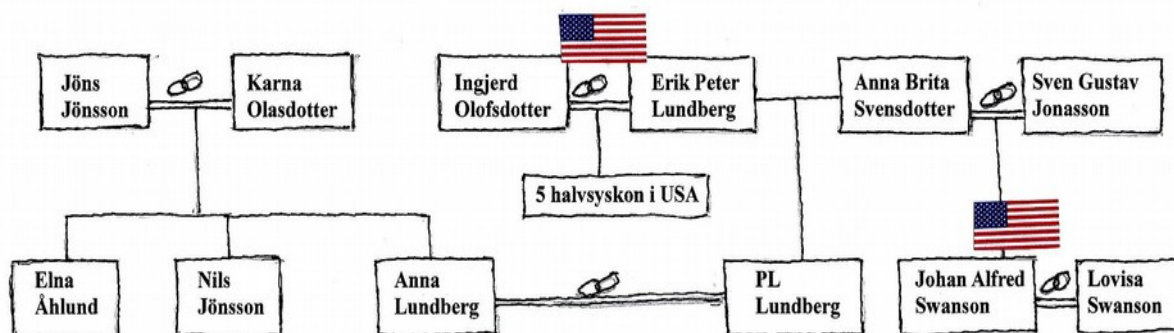 Jöns
Jönsson
Karna
Olasdotter
Ingjerd
Olofsdotter
Erik Peter
Lundberg
Anna Brita
Svensdotter
Sven Gustav
Jonasson
5 halvsyskon i USA
Elna
Åhlund
Nils
Jönsson
Anna
Lundberg
PL
Lundberg
Johan Alfred
Swanson
Lovisa
Swanson